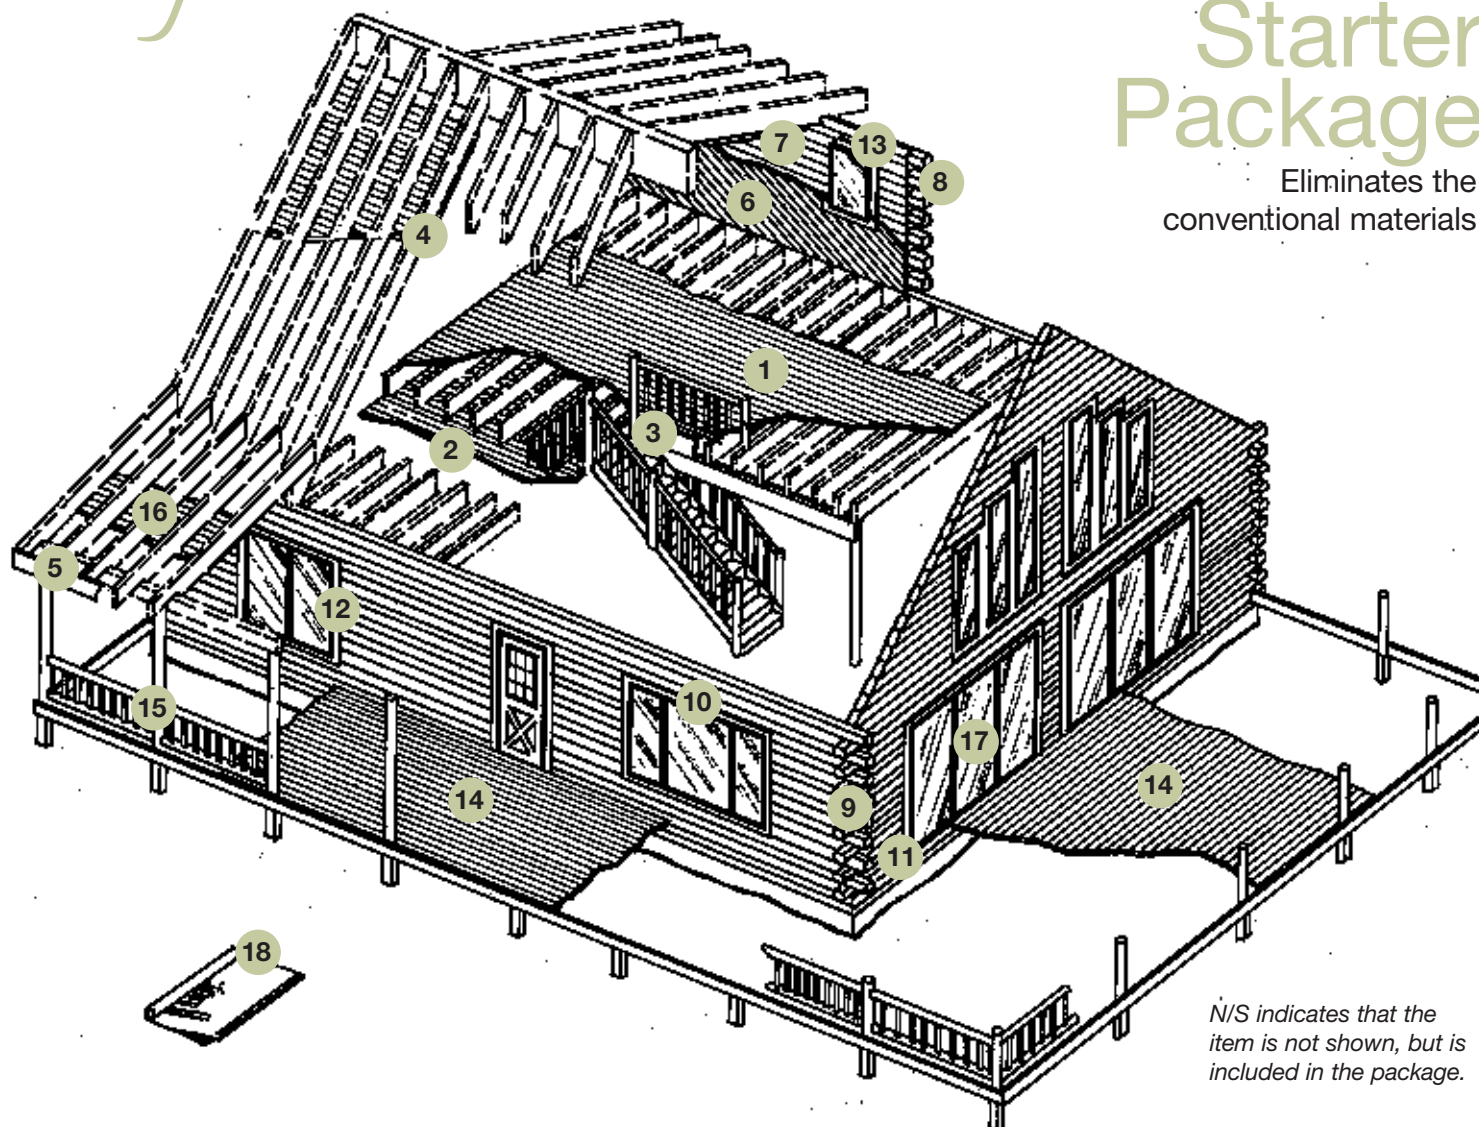 Starter
Package
Eliminates the
conventional materials
7
13
8
6
4
1
3
2
16
5
12
15
10
17
14
14
9
11
18
N/S indicates that the
item is not shown, but is
included in the package.